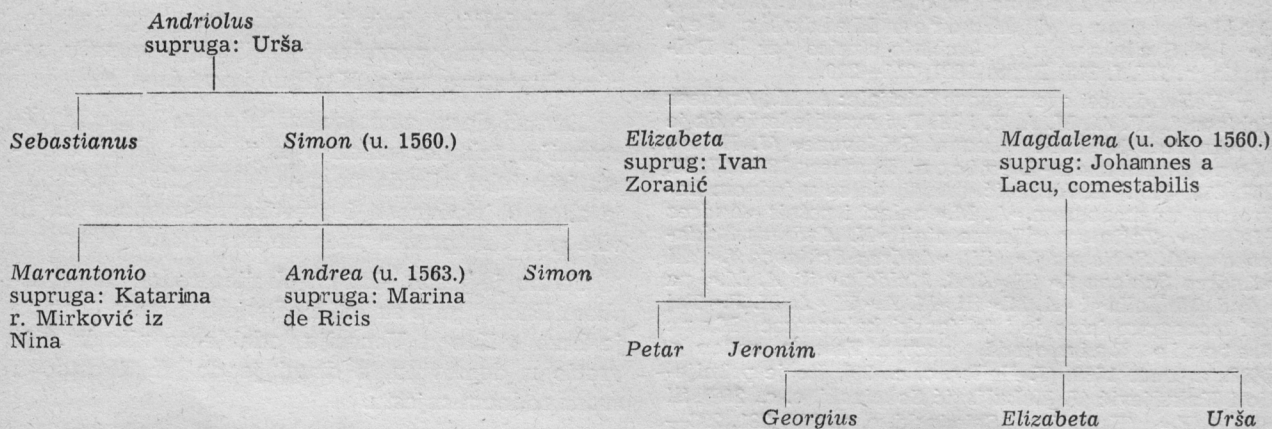 Andriolus
supruga: Urša
Sebastianus
Simon (u. 1560.)
Elizabeta
suprug: Ivan
Zoranić
Magdalena (u. oko 1560.)
suprug: Johannes a
Lacu, comestabilis
Marcantonio
supruga: Katarina
r. Mirković iz
Nina
Andrea (u. 1563.)
supruga: Marina
de Ricis
Simon
Petar
Jeronim
Georgius
Elizabeta
Urša